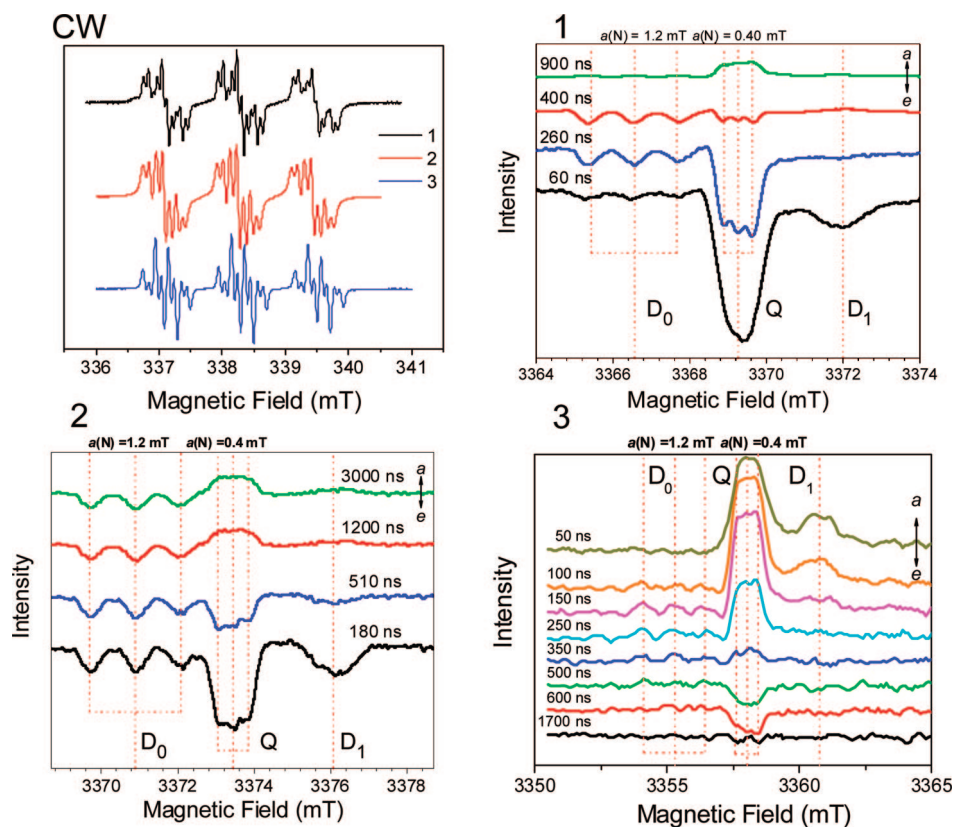 CW
1
2
3
336 337 338 339 340 341
Magnetic Field (mT)
1
a(N) = 1.2 mT a(N) = 0.40 mT
900 ns
400 ns
260 ns
60 ns
a
e
Intensity
D0 Q D1
3364 3366 3368 3370 3372 3374
Magnetic Field (mT)
2
a(N) =1.2 mT a(N) =0.4 mT
3000 ns
1200 ns
510 ns
180 ns
a
e
Intensity
D0 Q D1
3370 3372 3374 3376 3378
Magnetic Field (mT)
3
a(N) =1.2 mT a(N) =0.4 mT
D0 Q D1
50 ns
100 ns
150 ns
250 ns
350 ns
500 ns
600 ns
1700 ns
a
e
Intensity
3350 3355 3360 3365
Magnetic Field (mT)